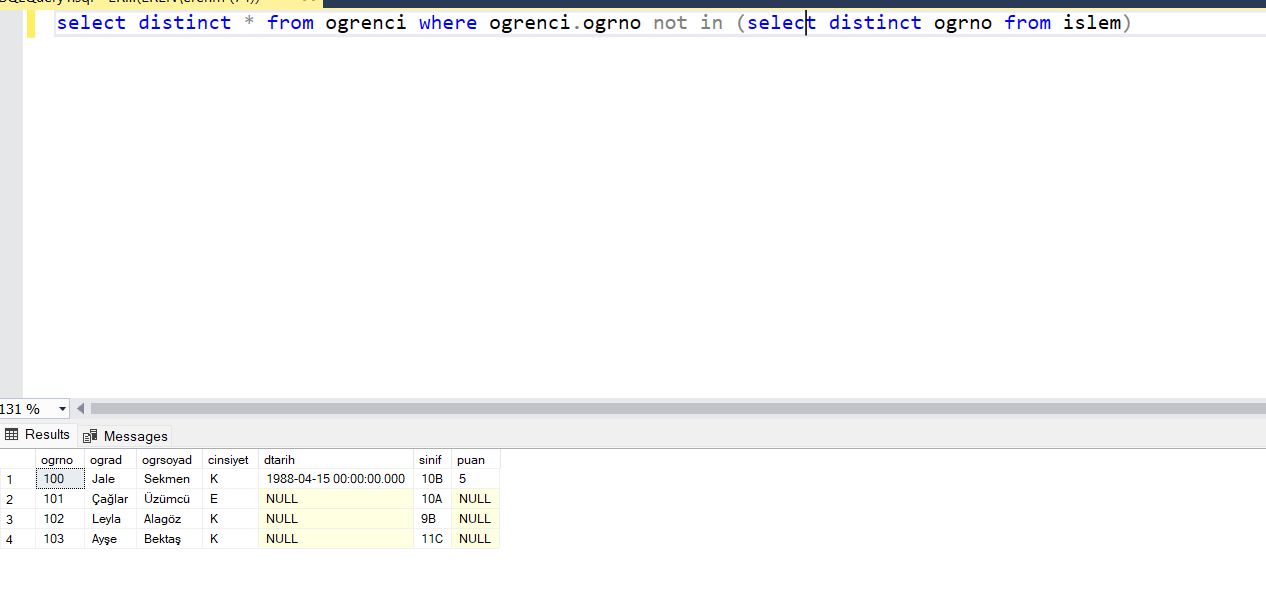 select distinct * from ogrenci where ogrenci.ogrno not in (select distinct ogrno from islem)
131 %
Results Messages
ogrno ograd ogrsoyad cinsiyet dtarih sinif puan
1 100 Jale Sekmen K 1988-04-15 00:00:00.000 10B 5
2 101 Çağlar Üzümcü E NULL 10A NULL
3 102 Leyla Alagöz K NULL 9B NULL
4 103 Ayşe Bektaş K NULL 11C NULL